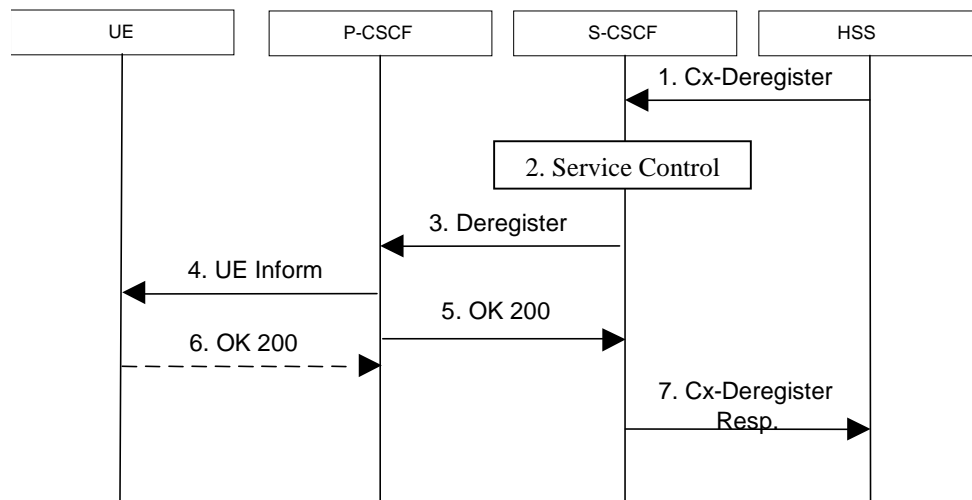 UE
P-CSCF
S-CSCF
HSS
1. Cx-Deregister
2. Service Control
3. Deregister
4. UE Inform
5. OK 200
6. OK 200
7. Cx-Deregister
Resp.